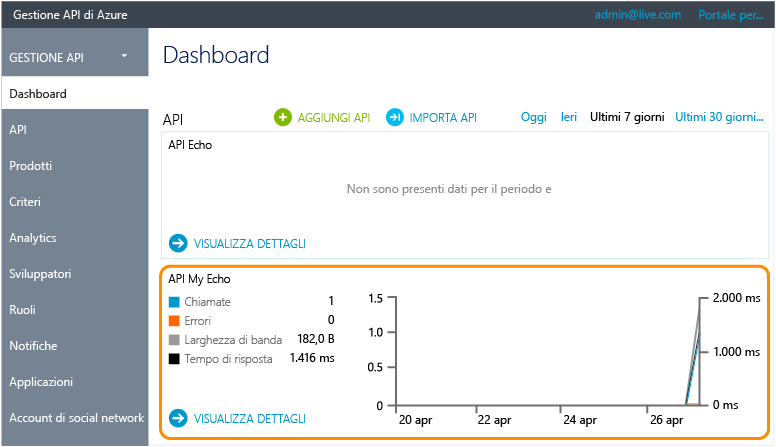 Gestione API di Azure
admin@live.com Portale per...
GESTIONE API
Dashboard
API
Prodotti
Criteri
Analytics
Sviluppatori
Ruoli
Notifiche
Applicazioni
Account di social network
Dashboard
API AGGIUNGI API IMPORTA API Oggi Ieri Ultimi 7 giorni Ultimi 30 giorni...
API Echo
Non sono presenti dati per il periodo e
VISUALIZZA DETTAGLI
API My Echo
Chiamate 1
Errori 0
Larghezza di banda 182,0 B
Tempo di risposta 1.416 ms
VISUALIZZA DETTAGLI
1.5
1.0
0.5
0
20 apr 22 apr 24 apr 26 apr
2.000 ms
1.000 ms
0 ms